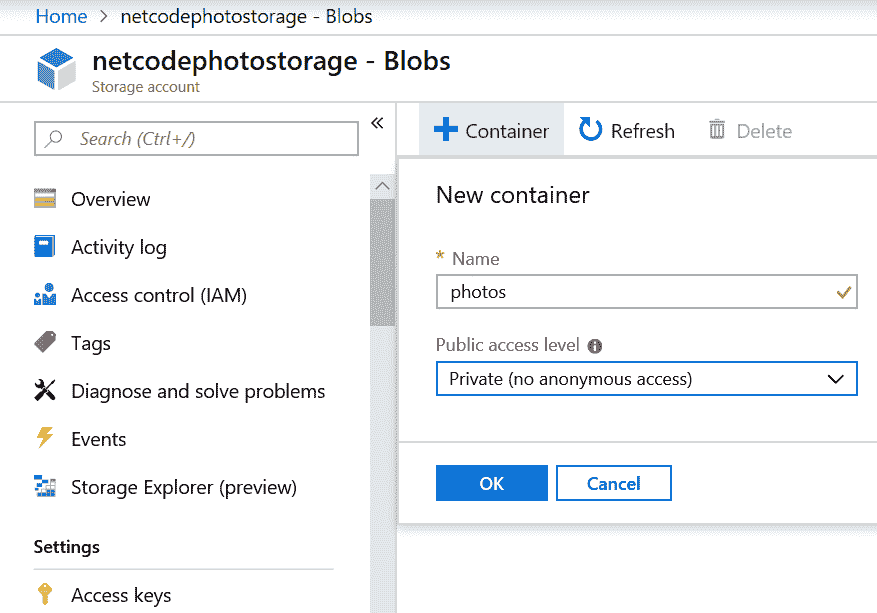 Home > netcodephotostorage - Blobs
netcodephotostorage - Blobs
Storage account
Search (Ctrl+/)
«
Overview
Activity log
Access control (IAM)
Tags
Diagnose and solve problems
Events
Storage Explorer (preview)
Settings
Access keys
+ Container
Refresh
Delete
New container
* Name
photos
Public access level
Private (no anonymous access)
OK
Cancel